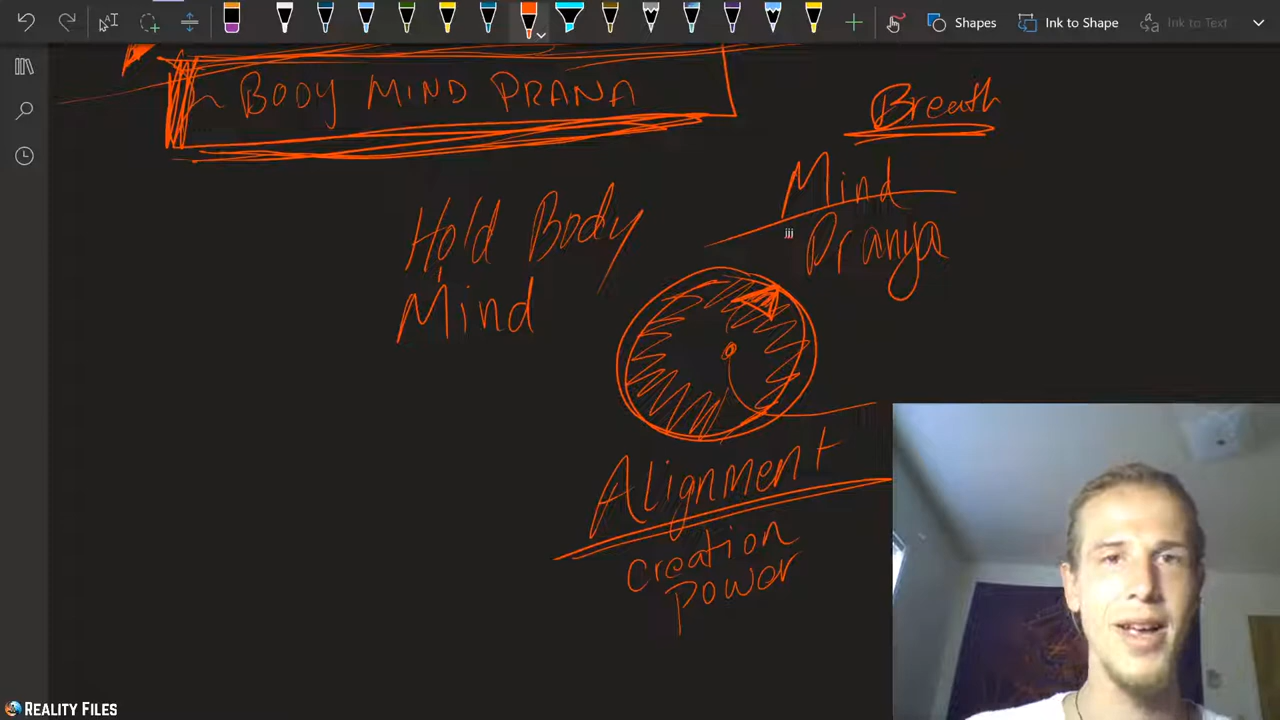 Shapes
Ink to Shape
Ink to Text
BODY MIND PRANA
Breath
Mind
Pranya
Hold Body
Mind
Alignment
Creation
Power
REALITY FILES